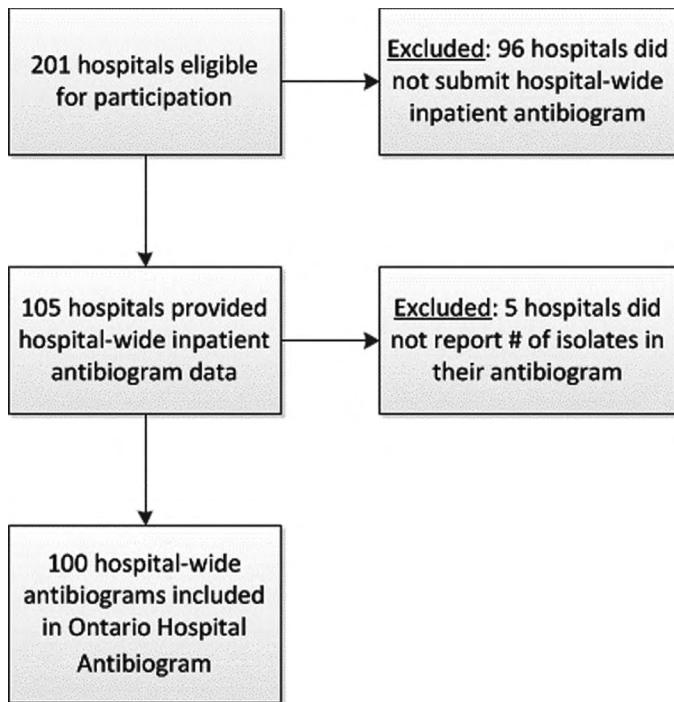 201 hospitals eligible
for participation
Excluded: 96 hospitals did
not submit hospital-wide
inpatient antibiogram
105 hospitals provided
hospital-wide inpatient
antibiogram data
Excluded: 5 hospitals did
not report # of isolates in
their antibiogram
100 hospital-wide
antibiograms included
in Ontario Hospital
Antibiogram